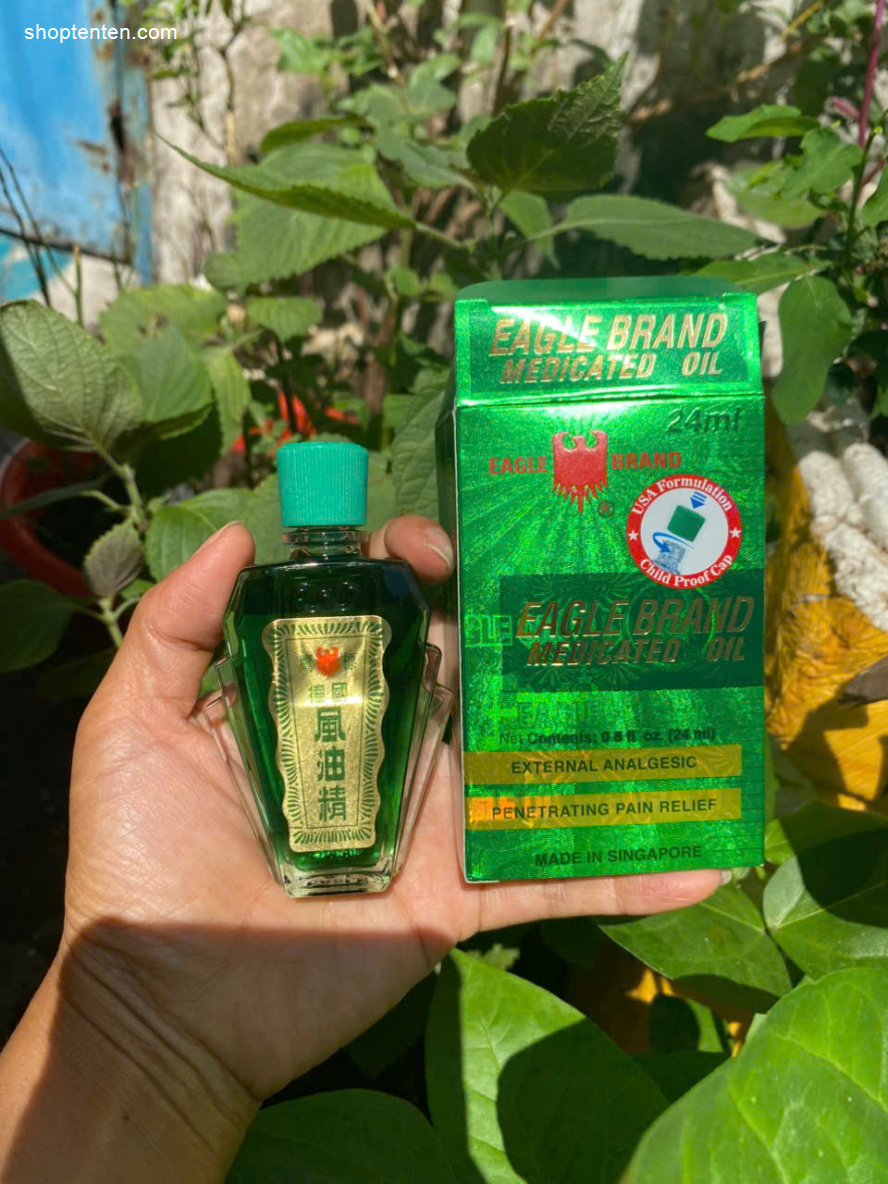 shoptenten.com
EAGLE BRAND
MEDICATED OIL
24ml
EAGLE BRAND
®
USA Formulation
Child Proof Cap
EAGLE BRAND
MEDICATED OIL
Net Contents: 0.8 fl. oz. (24 ml)
EXTERNAL ANALGESIC
PENETRATING PAIN RELIEF
MADE IN SINGAPORE
德國
風油精